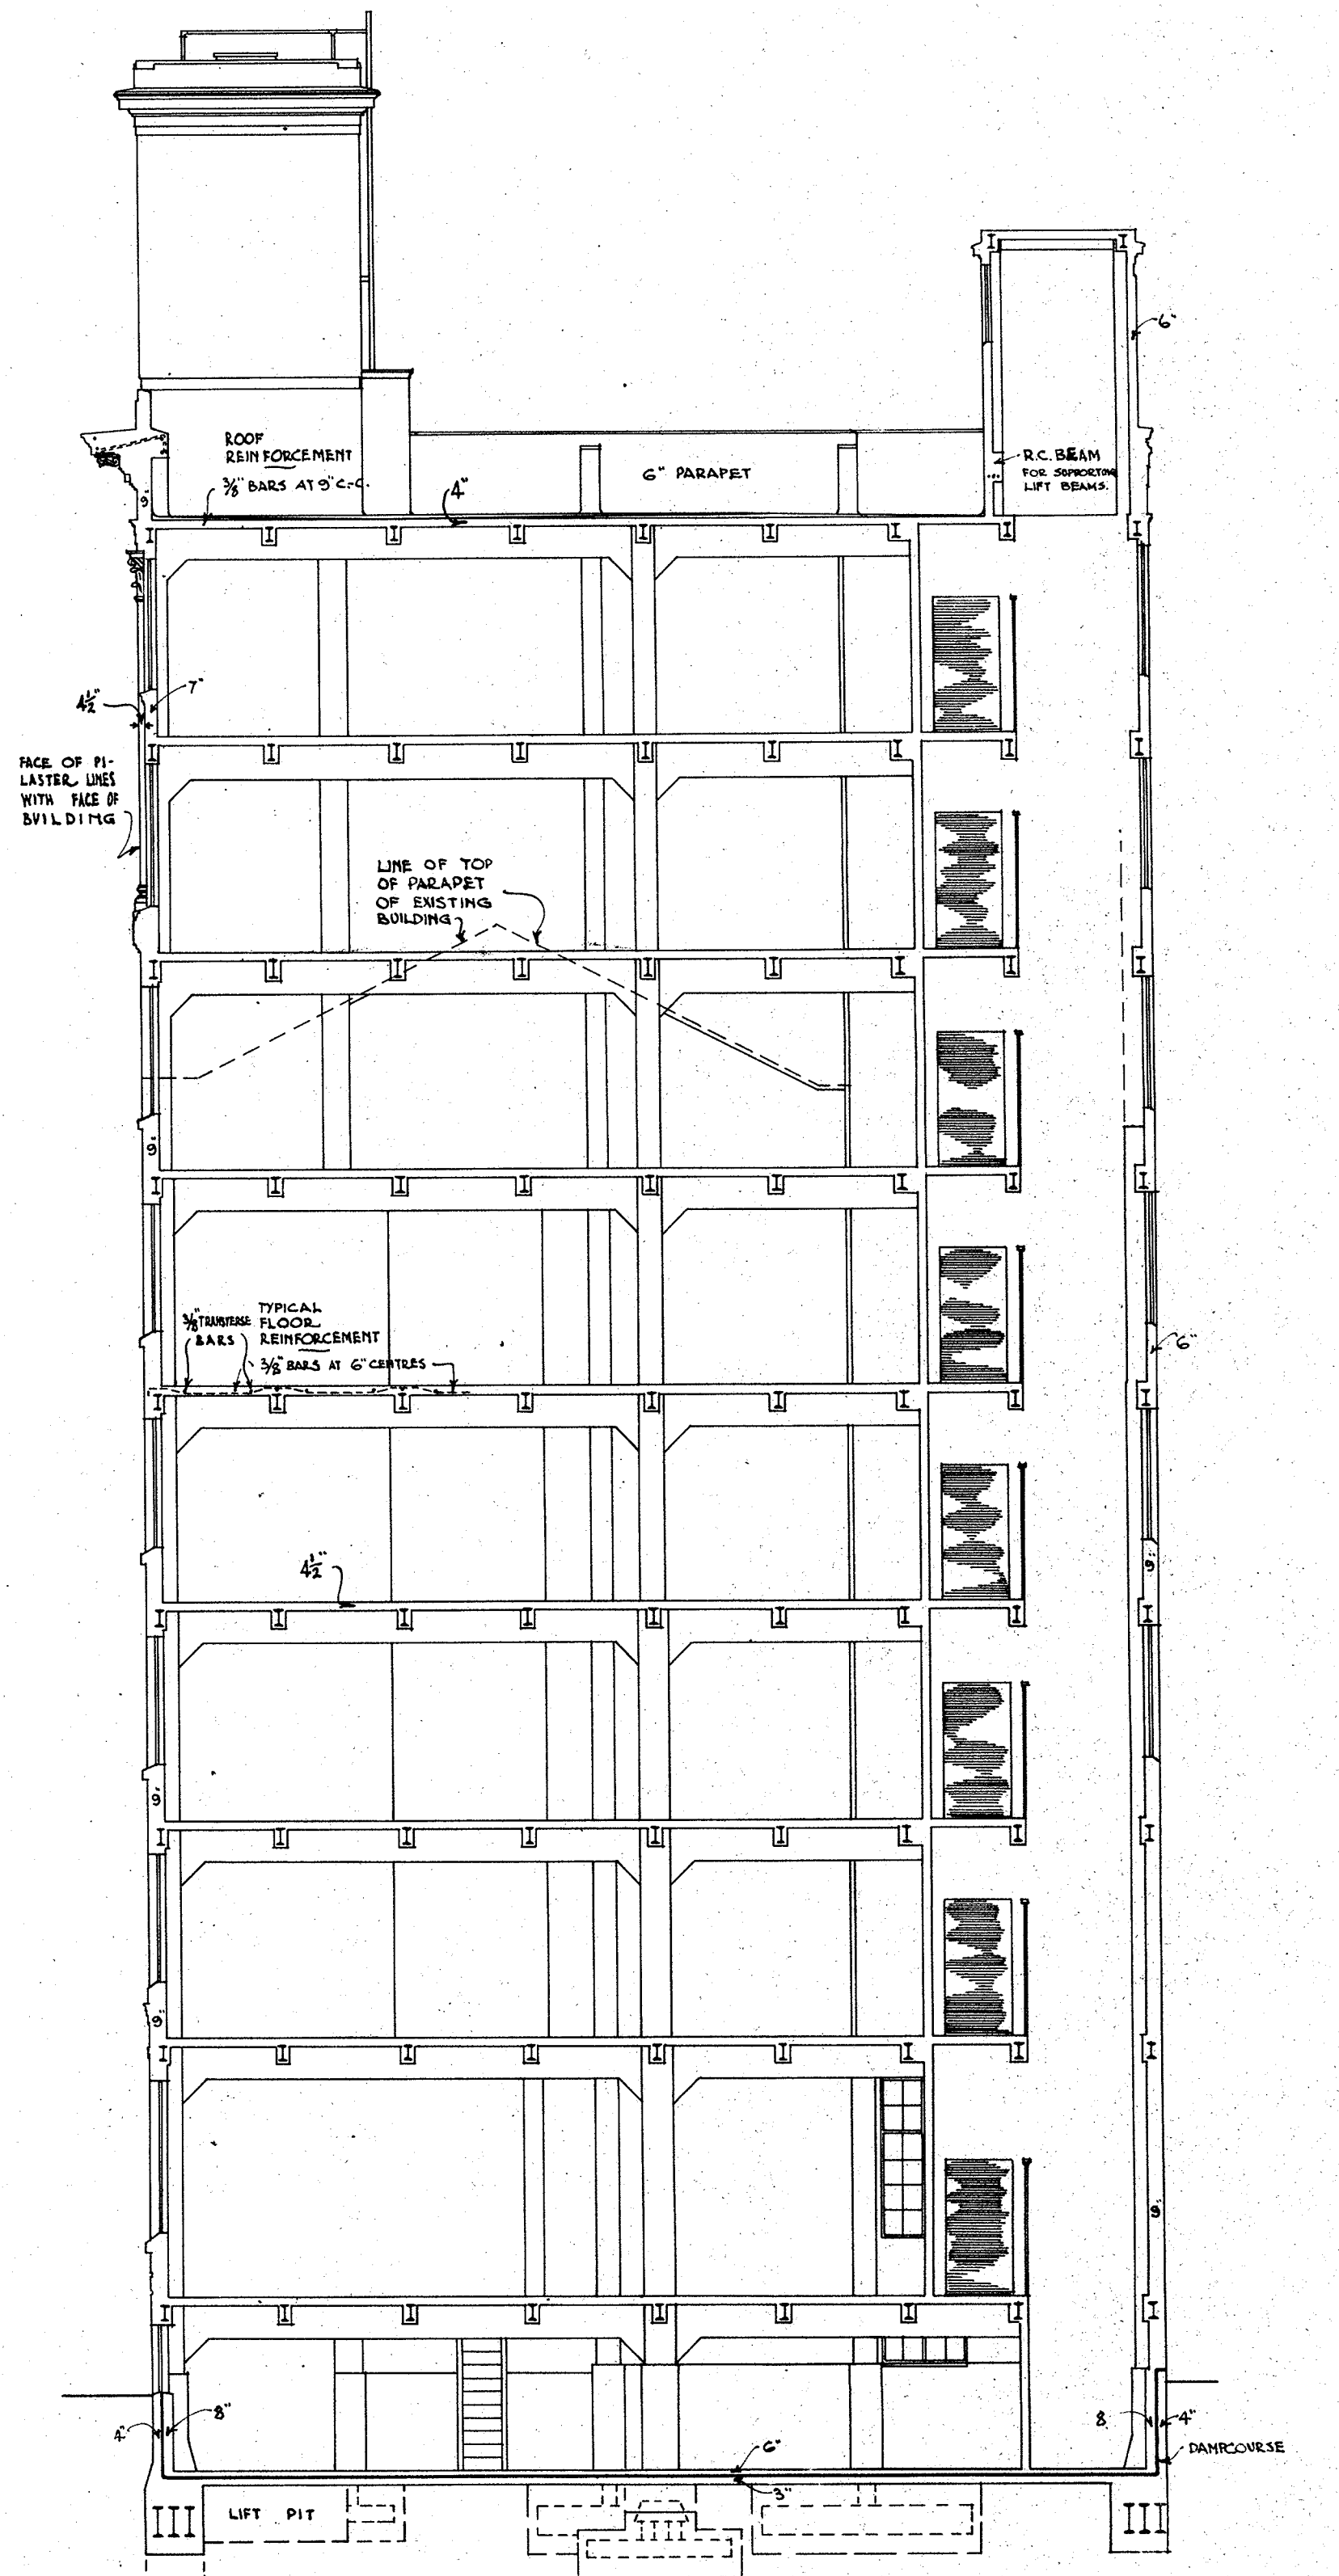 6"
ROOF
REINFORCEMENT
3/8" BARS AT 9" C.-C.
4"
6" PARAPET
R.C. BEAM
FOR SUPPORTING
LIFT BEAMS.
9"
4½"
7"
FACE OF PI-
LASTER LINES
WITH FACE OF
BUILDING
LINE OF TOP
OF PARAPET
OF EXISTING
BUILDING
9"
3/8" TRANSVERSE
BARS
TYPICAL
FLOOR
REINFORCEMENT
3/8" BARS AT 6" CENTRES
6"
4½"
9"
9"
9"
9"
4"
8"
8
4"
DAMPCOURSE
6"
3"
LIFT PIT